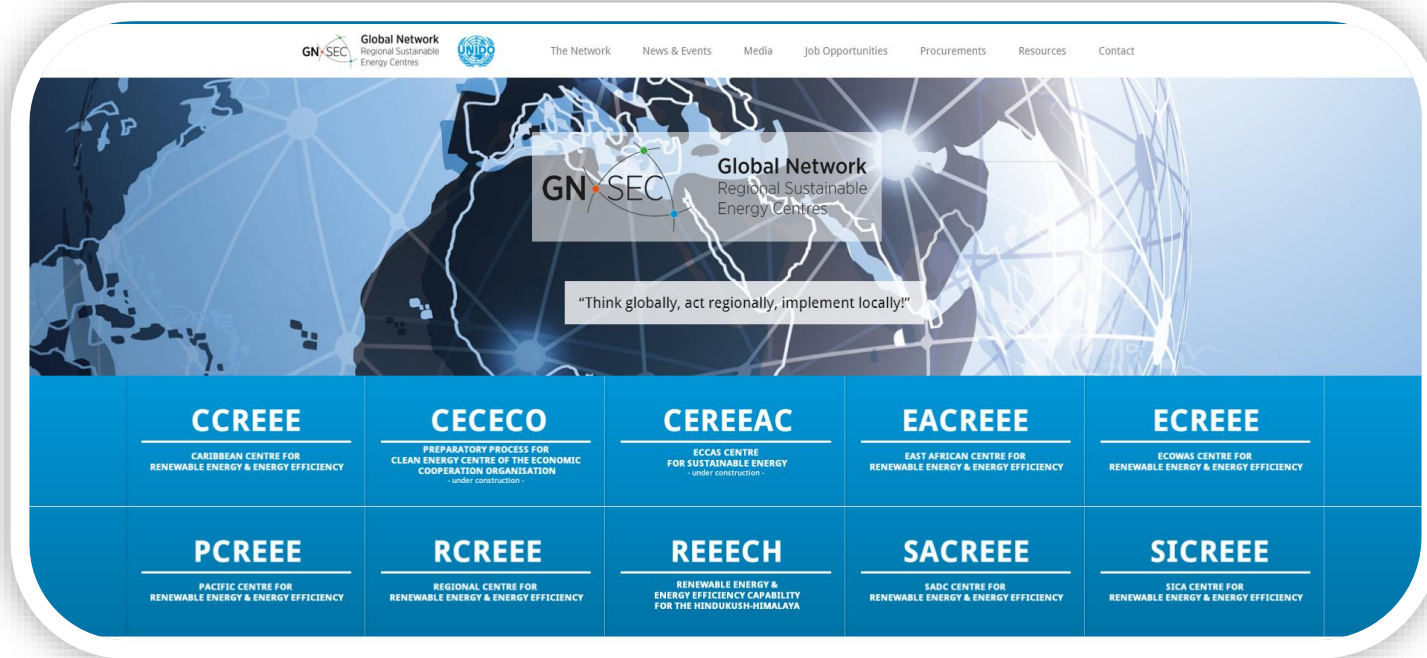 GN SEC
Global Network
Regional Sustainable
Energy Centres
UNIDO
The Network News & Events Media Job Opportunities Procurements Resources Contact
GN SEC
Global Network
Regional Sustainable
Energy Centres
“Think globally, act regionally, implement locally!”
CCREEE
CARIBBEAN CENTRE FOR
RENEWABLE ENERGY & ENERGY EFFICIENCY
CECECO
PREPARATORY PROCESS FOR
CLEAN ENERGY CENTRE OF THE ECONOMIC
COOPERATION ORGANISATION
- under construction -
CEREEAC
ECCAS CENTRE
FOR SUSTAINABLE ENERGY
- under construction -
EACREEE
EAST AFRICAN CENTRE FOR
RENEWABLE ENERGY & ENERGY EFFICIENCY
ECREEE
ECOWAS CENTRE FOR
RENEWABLE ENERGY & ENERGY EFFICIENCY
PCREEE
PACIFIC CENTRE FOR
RENEWABLE ENERGY & ENERGY EFFICIENCY
RCREEE
REGIONAL CENTRE FOR
RENEWABLE ENERGY & ENERGY EFFICIENCY
REEECH
RENEWABLE ENERGY &
ENERGY EFFICIENCY CAPABILITY
FOR THE HINDUKUSH-HIMALAYA
SACREEE
SADC CENTRE FOR
RENEWABLE ENERGY & ENERGY EFFICIENCY
SICREEE
SICA CENTRE FOR
RENEWABLE ENERGY & ENERGY EFFICIENCY